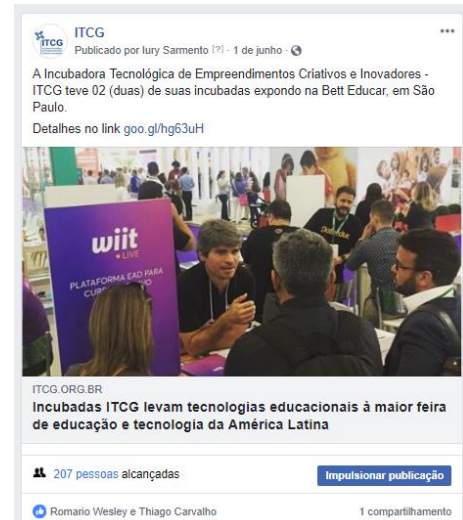 ITCG
ITCG
Publicado por Iury Sarmento [?] · 1 de junho ·
A Incubadora Tecnológica de Empreendimentos Criativos e Inovadores -
ITCG teve 02 (duas) de suas incubadas expondo na Bett Educar, em São
Paulo.
Detalhes no link goo.gl/hg63uH
wiit
LIVE
PLATAFORMA EAD PARA
ITCG.ORG.BR
Incubadas ITCG levam tecnologias educacionais à maior feira
de educação e tecnologia da América Latina
207 pessoas alcançadas
Impulsionar publicação
Romario Wesley e Thiago Carvalho
1 compartilhamento